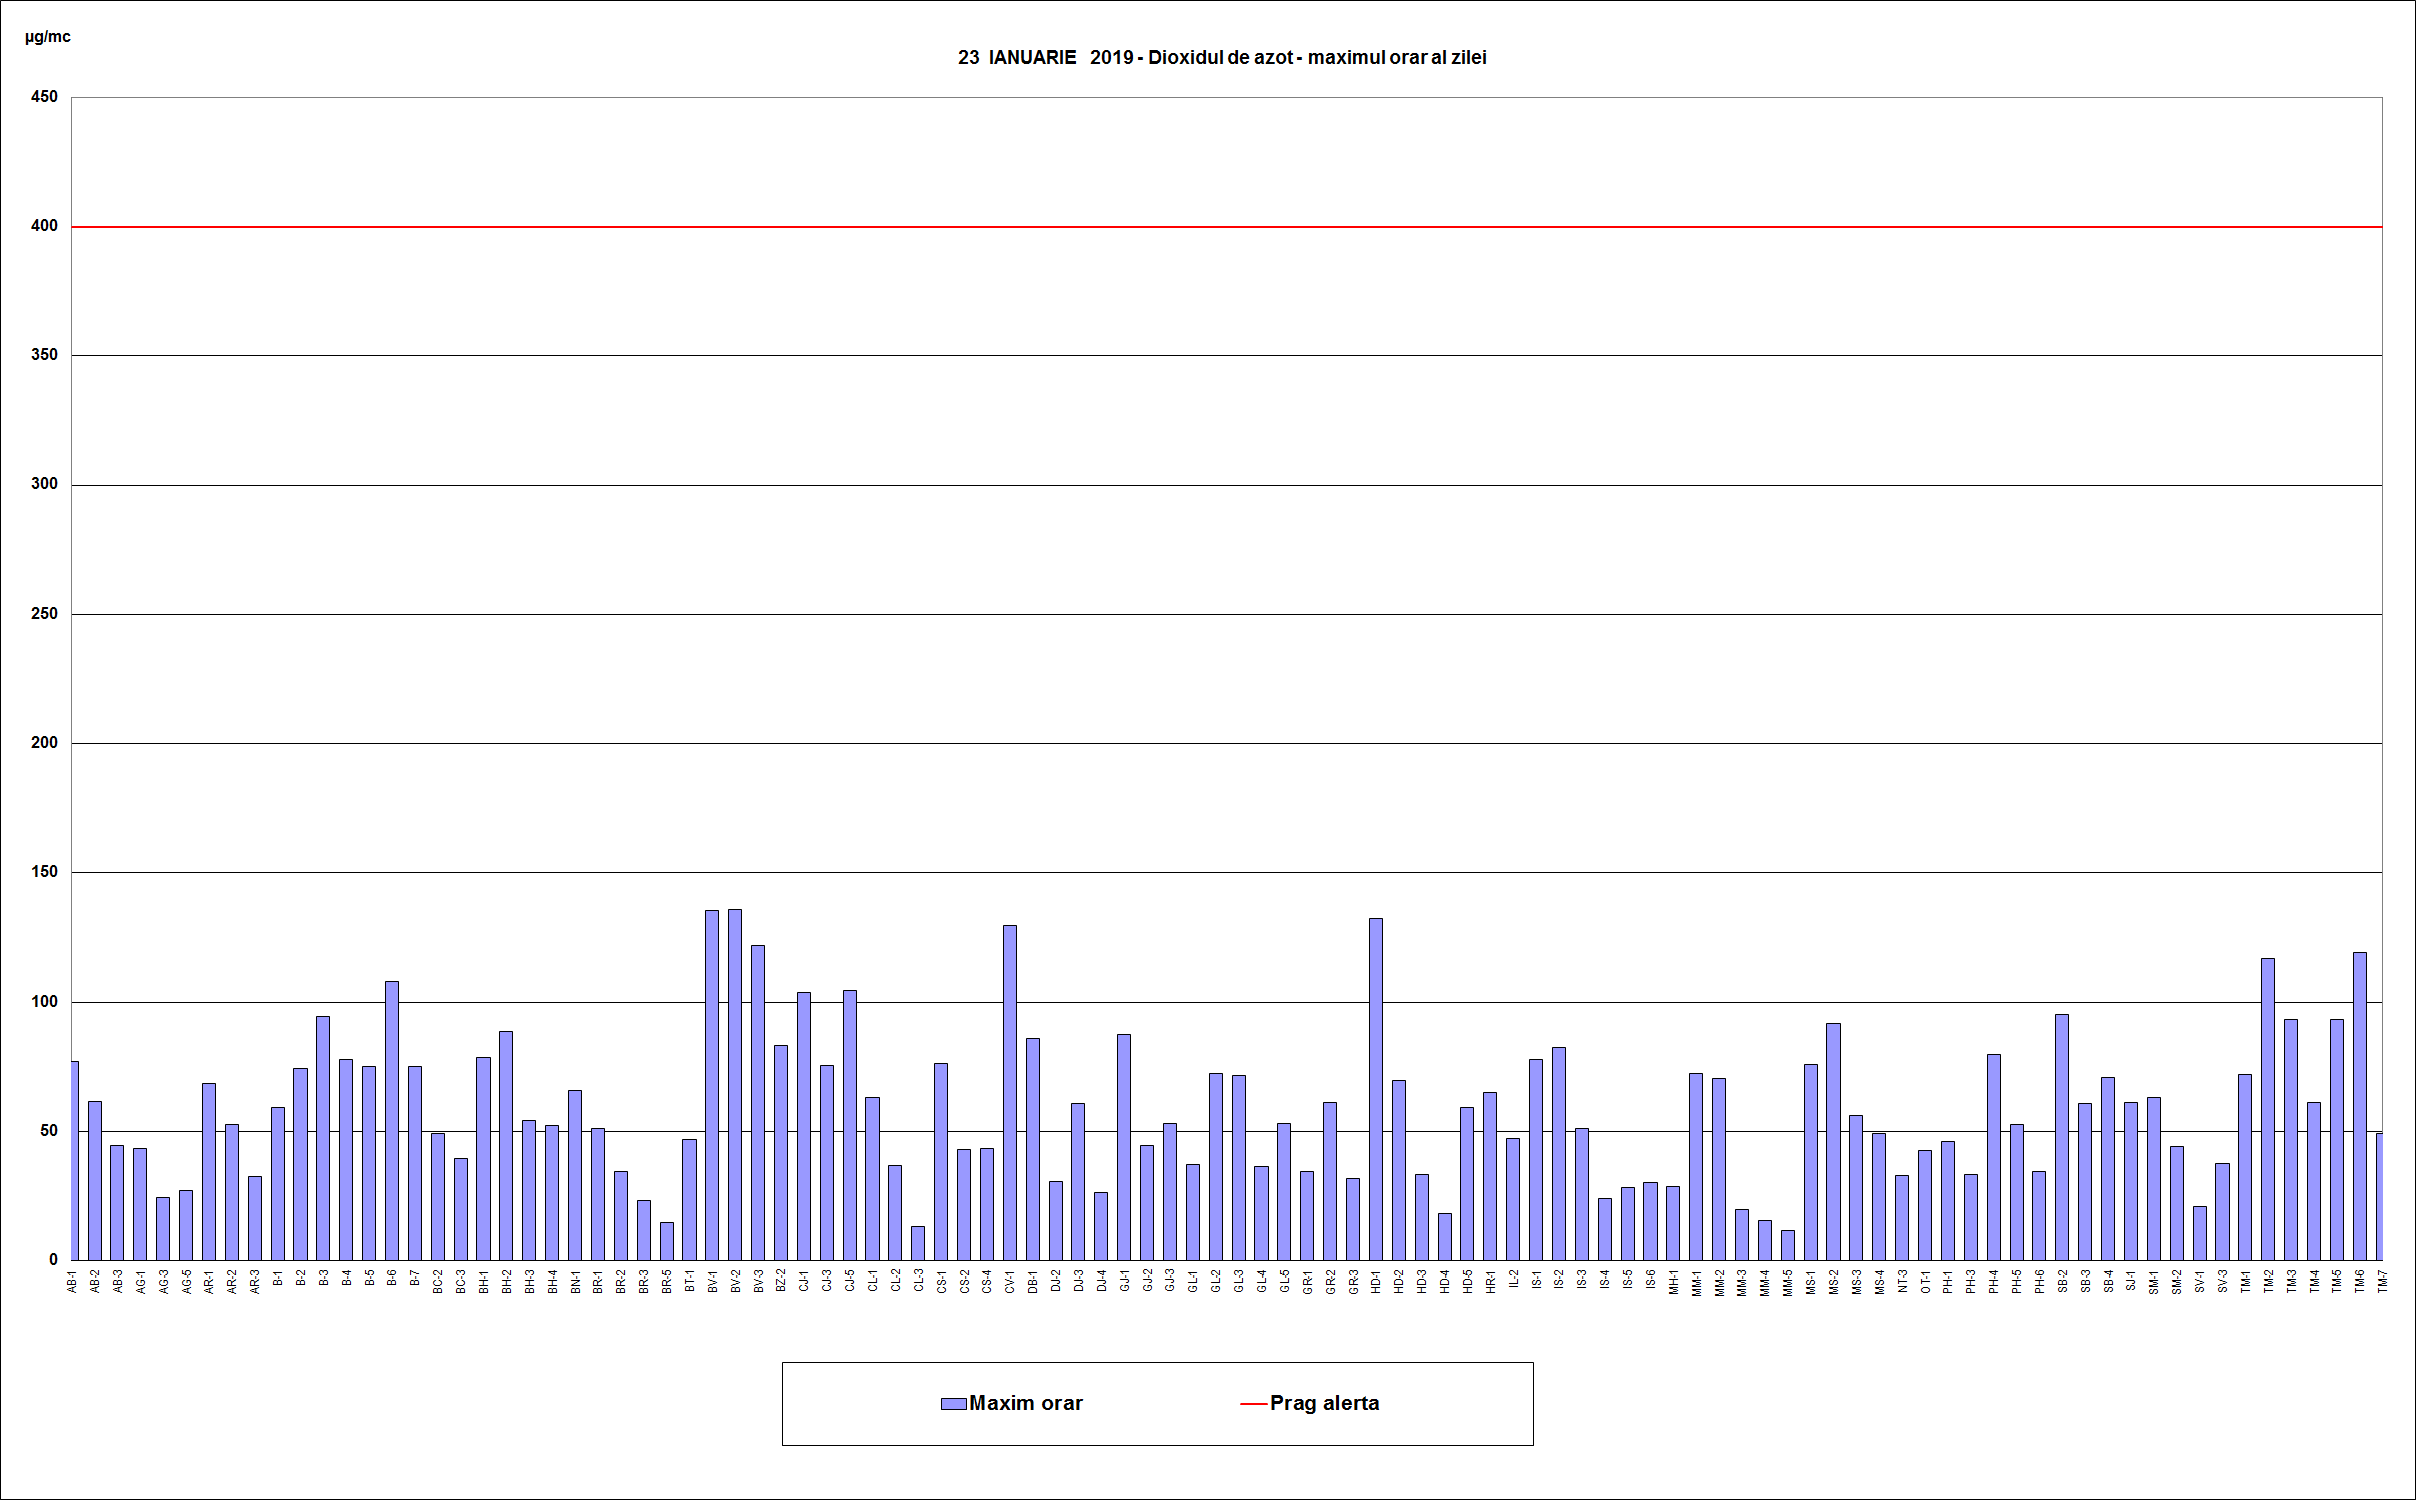 µg/mc
23 IANUARIE 2019 - Dioxidul de azot - maximul orar al zilei
450
400
350
300
250
200
150
100
50
0
AB-1 AB-2 AB-3 AG-1 AG-3 AG-5 AR-1 AR-2 AR-3 B-1 B-2 B-3 B-4 B-5 B-6 B-7 BC-2 BC-3 BH-1 BH-2 BH-3 BH-4 BN-1 BR-1 BR-2 BR-3 BR-5 BT-1 BV-1 BV-2 BV-3 BZ-2 CJ-1 CJ-3 CJ-5 CL-1 CL-2 CL-3 CS-1 CS-2 CS-4 CV-1 DB-1 DJ-2 DJ-3 DJ-4 GJ-1 GJ-2 GJ-3 GL-1 GL-2 GL-3 GL-4 GL-5 GR-1 GR-2 GR-3 HD-1 HD-2 HD-3 HD-4 HD-5 HR-1 IL-2 IS-1 IS-2 IS-3 IS-4 IS-5 IS-6 MH-1 MM-1 MM-2 MM-3 MM-4 MM-5 MS-1 MS-2 MS-3 MS-4 NT-3 OT-1 PH-1 PH-3 PH-4 PH-5 PH-6 SB-2 SB-3 SB-4 SJ-1 SM-1 SM-2 SV-1 SV-3 TM-1 TM-2 TM-3 TM-4 TM-5 TM-6 TM-7
Maxim orar Prag alerta